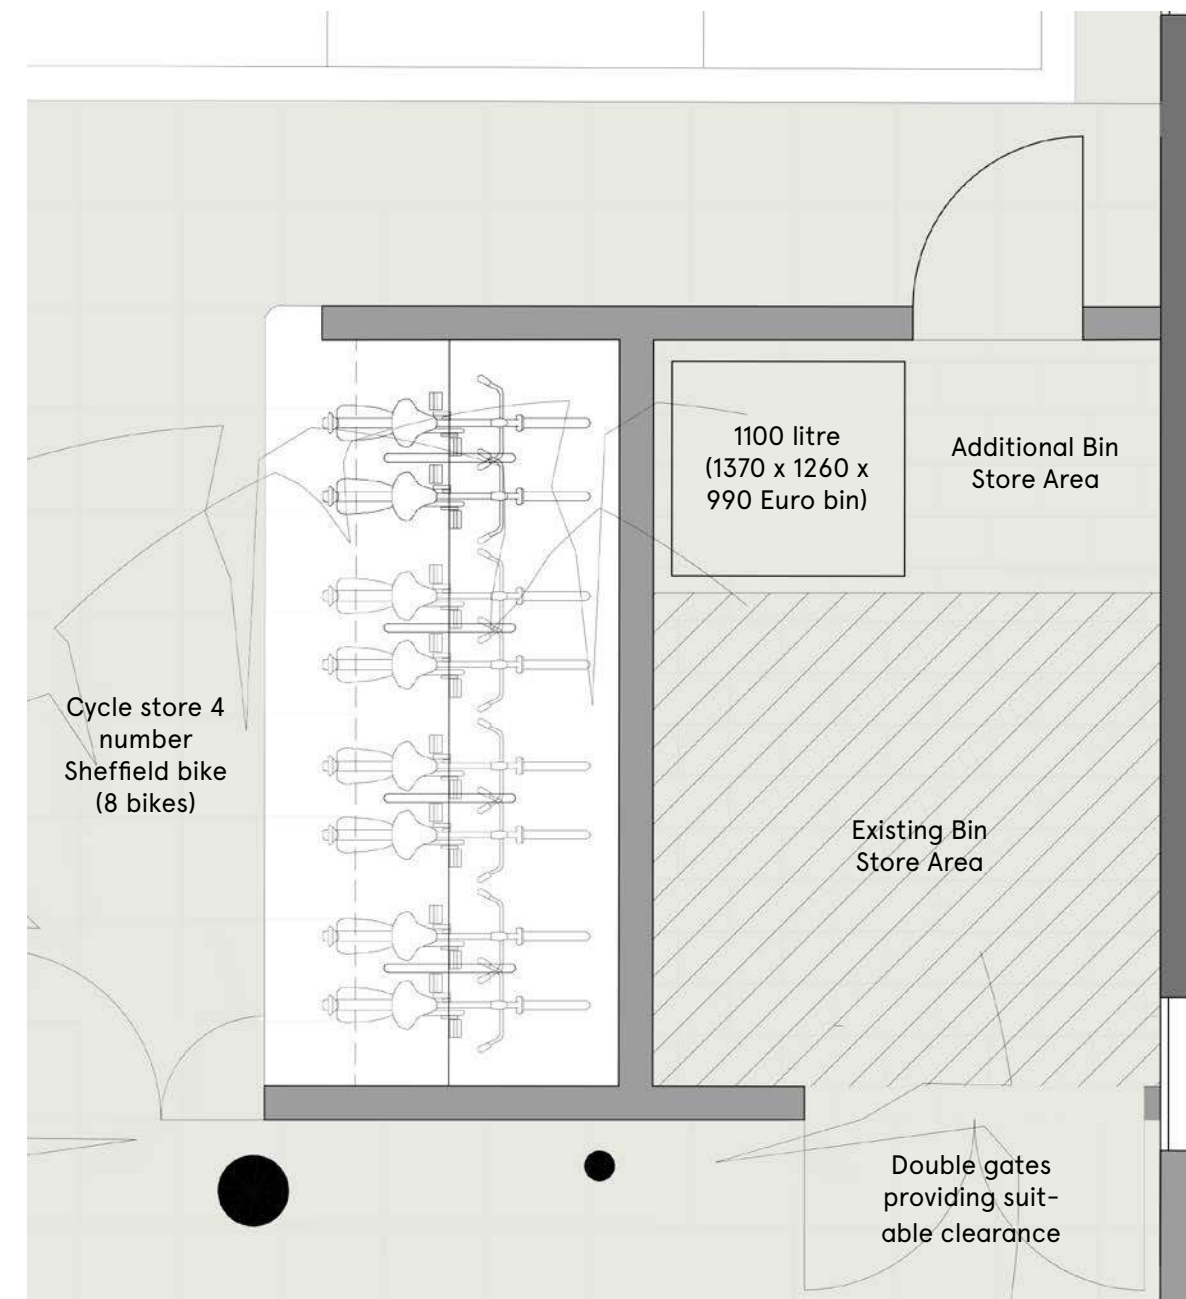 1100 litre
(1370 x 1260 x
990 Euro bin)
Additional Bin
Store Area
Cycle store 4
number
Sheffield bike
(8 bikes)
Existing Bin
Store Area
Double gates
providing suit-
able clearance